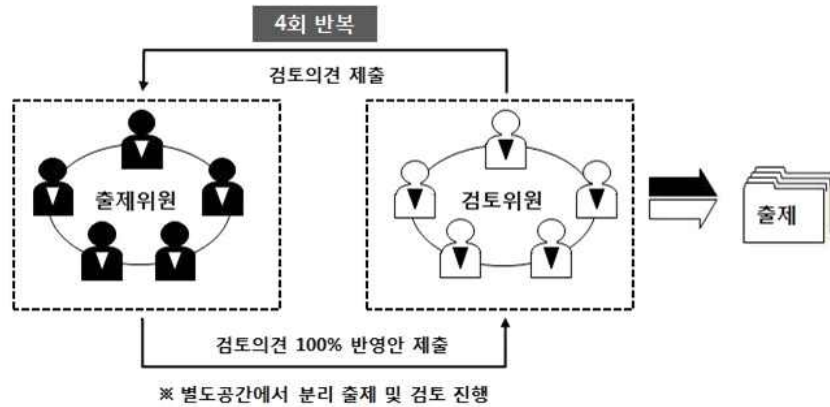 4회 반복
검토의견 제출
출제위원
검토위원
출제
검토의견 100% 반영안 제출
※ 별도공간에서 분리 출제 및 검토 진행